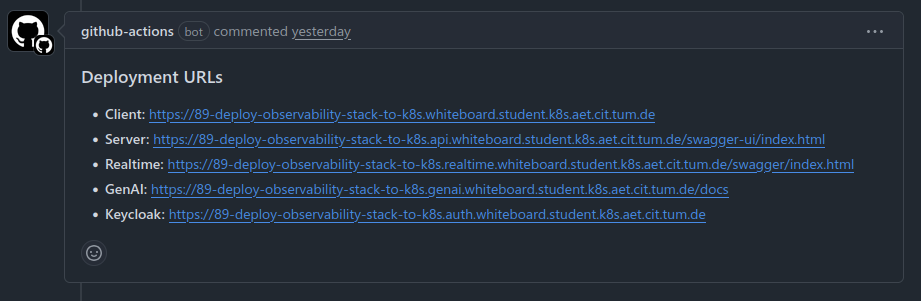 github-actions bot commented yesterday
Deployment URLs
• Client: https://89-deploy-observability-stack-to-k8s.whiteboard.student.k8s.aet.cit.tum.de
• Server: https://89-deploy-observability-stack-to-k8s.api.whiteboard.student.k8s.aet.cit.tum.de/swagger-ui/index.html
• Realtime: https://89-deploy-observability-stack-to-k8s.realtime.whiteboard.student.k8s.aet.cit.tum.de/swagger/index.html
• GenAI: https://89-deploy-observability-stack-to-k8s.genai.whiteboard.student.k8s.aet.cit.tum.de/docs
• Keycloak: https://89-deploy-observability-stack-to-k8s.auth.whiteboard.student.k8s.aet.cit.tum.de